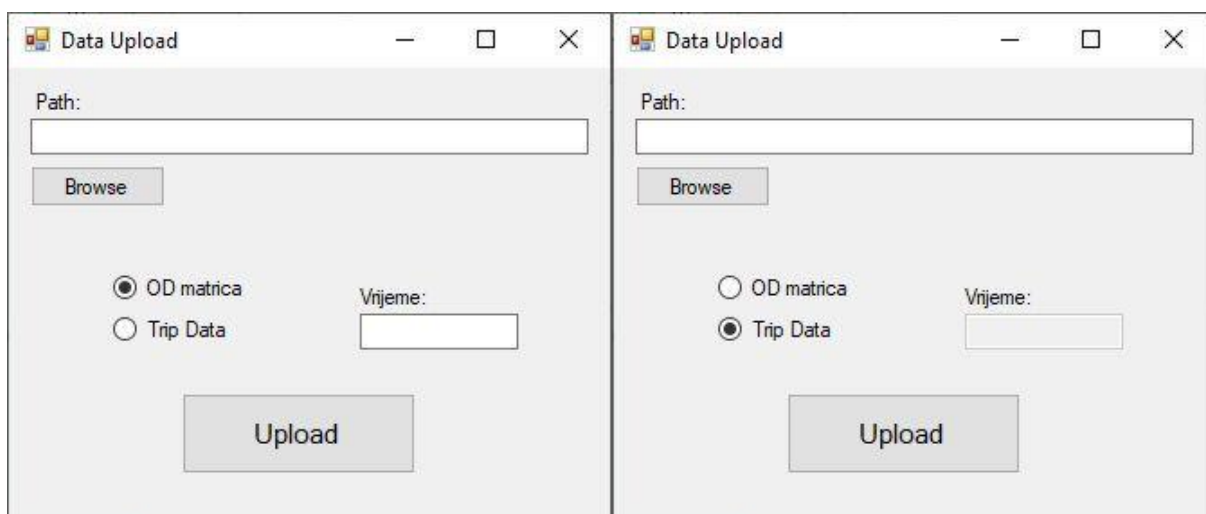 Data Upload
Path:
Browse
OD matrica
Vrijeme:
Trip Data
Upload
Data Upload
Path:
Browse
OD matrica
Vrijeme:
Trip Data
Upload